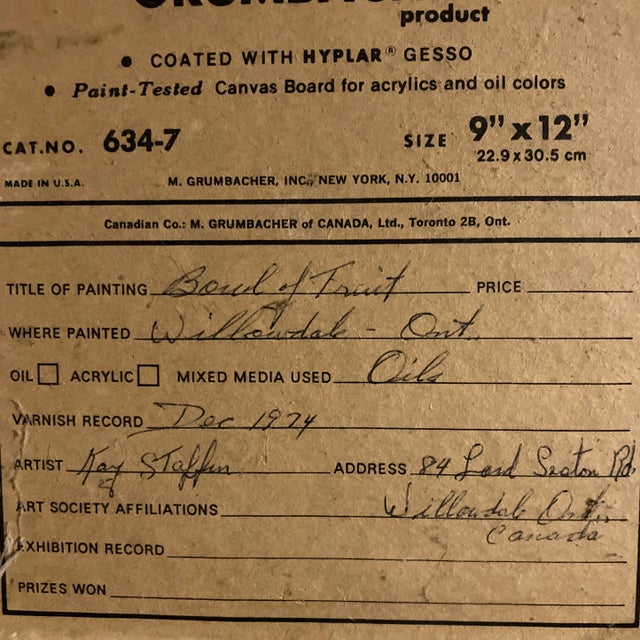 product
• COATED WITH HYPLAR® GESSO
• Paint-Tested Canvas Board for acrylics and oil colors
CAT.NO. 634-7 SIZE 9" x 12"
22.9 x 30.5 cm
MADE IN U.S.A. M. GRUMBACHER, INC., NEW YORK, N.Y. 10001
Canadian Co.: M. GRUMBACHER of CANADA, Ltd., Toronto 2B, Ont.
TITLE OF PAINTING Bowl of Fruit PRICE
WHERE PAINTED Willowdale - Ont.
OIL ACRYLIC MIXED MEDIA USED Oils
VARNISH RECORD Dec 1974
ARTIST Kay ADDRESS 84 Lord Seaton Rd.
ART SOCIETY AFFILIATIONS Willowdale Ont.,
Canada
EXHIBITION RECORD
PRIZES WON